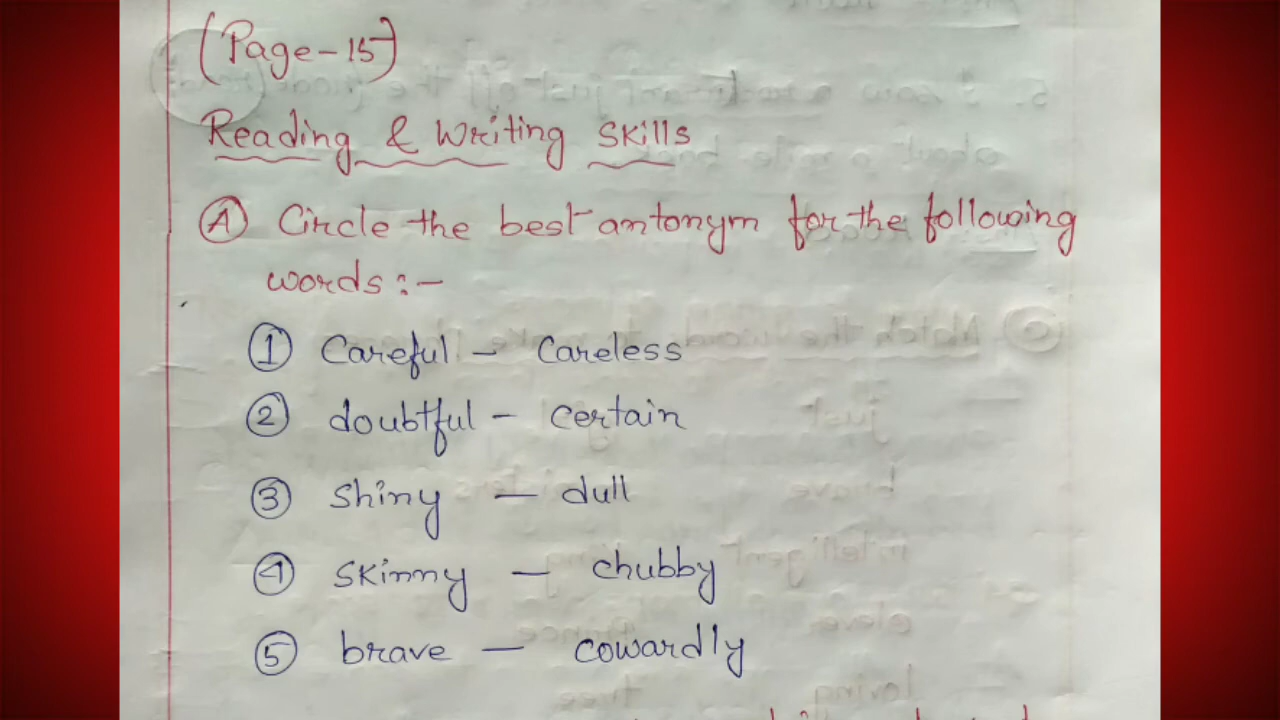 (Page-15)
Reading & Writing Skills
(A) Circle the best antonym for the following
words:-
(1) Careful - Careless
(2) doubtful - certain
(3) Shiny - dull
(4) Skinny - chubby
(5) brave - cowardly